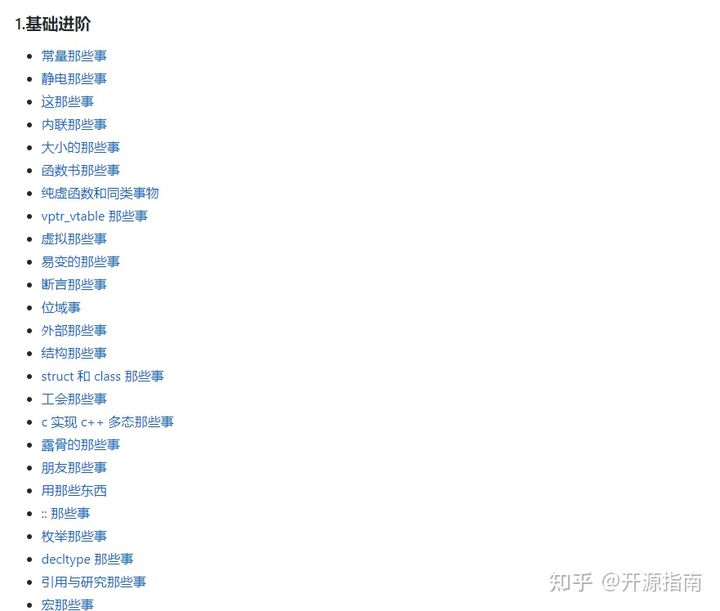 1.基础进阶
常量那些事
静电那些事
这那些事
内联那些事
大小的那些事
函数书那些事
纯虚函数和同类事物
vptr_vtable 那些事
虚拟那些事
易变的那些事
断言那些事
位域事
外部那些事
结构那些事
struct 和 class 那些事
工会那些事
c 实现 c++ 多态那些事
露骨的那些事
朋友那些事
用那些东西
:: 那些事
枚举那些事
decltype 那些事
引用与研究那些事
宏那些事
知乎 @开源指南